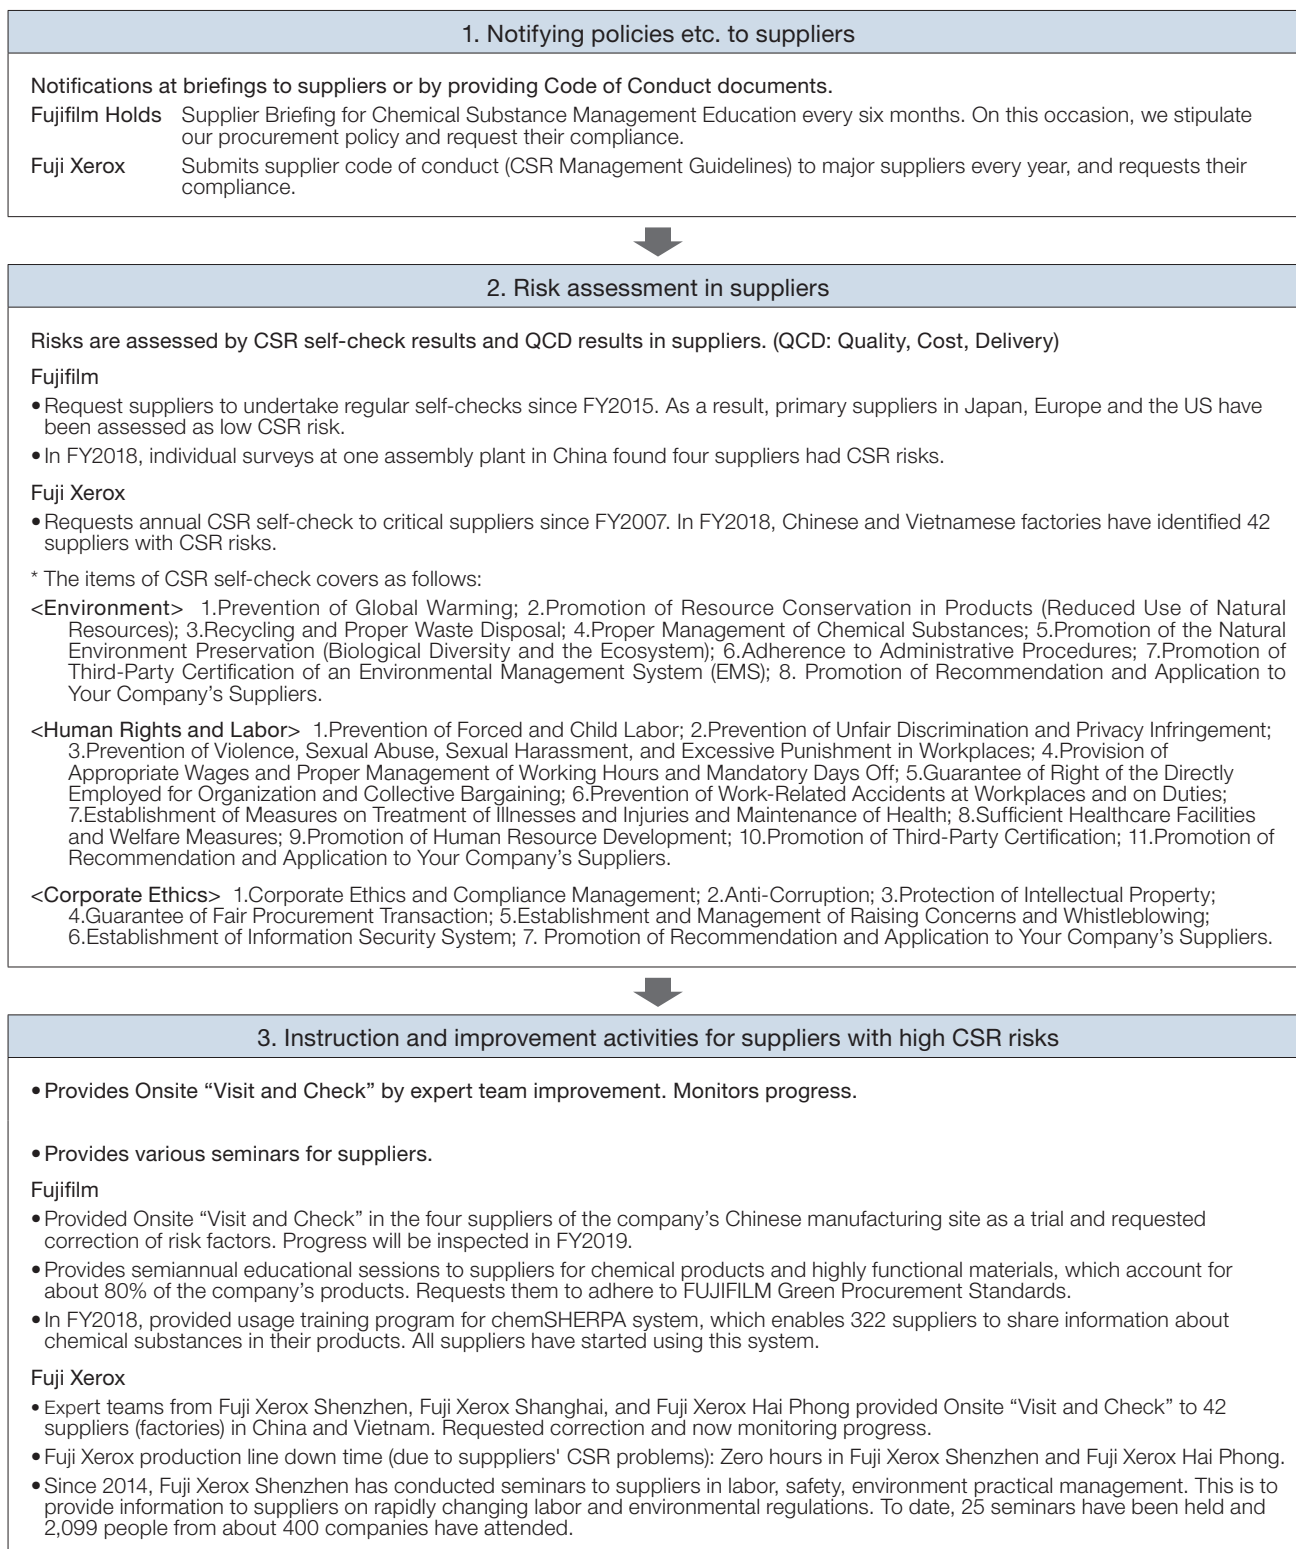 1. Notifying policies etc. to suppliers
Notifications at briefings to suppliers or by providing Code of Conduct documents.
Fujifilm Holds Supplier Briefing for Chemical Substance Management Education every six months. On this occasion, we stipulate
our procurement policy and request their compliance.
Fuji Xerox Submits supplier code of conduct (CSR Management Guidelines) to major suppliers every year, and requests their
compliance.
2. Risk assessment in suppliers
Risks are assessed by CSR self-check results and QCD results in suppliers. (QCD: Quality, Cost, Delivery)
Fujifilm
• Request suppliers to undertake regular self-checks since FY2015. As a result, primary suppliers in Japan, Europe and the US have
been assessed as low CSR risk.
• In FY2018, individual surveys at one assembly plant in China found four suppliers had CSR risks.
Fuji Xerox
• Requests annual CSR self-check to critical suppliers since FY2007. In FY2018, Chinese and Vietnamese factories have identified 42
suppliers with CSR risks.
* The items of CSR self-check covers as follows:
<Environment> 1.Prevention of Global Warming; 2.Promotion of Resource Conservation in Products (Reduced Use of Natural
Resources); 3.Recycling and Proper Waste Disposal; 4.Proper Management of Chemical Substances; 5.Promotion of the Natural
Environment Preservation (Biological Diversity and the Ecosystem); 6.Adherence to Administrative Procedures; 7.Promotion of
Third-Party Certification of an Environmental Management System (EMS); 8. Promotion of Recommendation and Application to
Your Company's Suppliers.
<Human Rights and Labor> 1.Prevention of Forced and Child Labor; 2.Prevention of Unfair Discrimination and Privacy Infringement;
3.Prevention of Violence, Sexual Abuse, Sexual Harassment, and Excessive Punishment in Workplaces; 4.Provision of
Appropriate Wages and Proper Management of Working Hours and Mandatory Days Off; 5.Guarantee of Right of the Directly
Employed for Organization and Collective Bargaining; 6.Prevention of Work-Related Accidents at Workplaces and on Duties;
7.Establishment of Measures on Treatment of Illnesses and Injuries and Maintenance of Health; 8.Sufficient Healthcare Facilities
and Welfare Measures; 9.Promotion of Human Resource Development; 10.Promotion of Third-Party Certification; 11.Promotion of
Recommendation and Application to Your Company's Suppliers.
<Corporate Ethics> 1.Corporate Ethics and Compliance Management; 2.Anti-Corruption; 3.Protection of Intellectual Property;
4.Guarantee of Fair Procurement Transaction; 5.Establishment and Management of Raising Concerns and Whistleblowing;
6.Establishment of Information Security System; 7. Promotion of Recommendation and Application to Your Company's Suppliers.
3. Instruction and improvement activities for suppliers with high CSR risks
• Provides Onsite “Visit and Check” by expert team improvement. Monitors progress.
• Provides various seminars for suppliers.
Fujifilm
• Provided Onsite “Visit and Check” in the four suppliers of the company's Chinese manufacturing site as a trial and requested
correction of risk factors. Progress will be inspected in FY2019.
• Provides semiannual educational sessions to suppliers for chemical products and highly functional materials, which account for
about 80% of the company's products. Requests them to adhere to FUJIFILM Green Procurement Standards.
• In FY2018, provided usage training program for chemSHERPA system, which enables 322 suppliers to share information about
chemical substances in their products. All suppliers have started using this system.
Fuji Xerox
• Expert teams from Fuji Xerox Shenzhen, Fuji Xerox Shanghai, and Fuji Xerox Hai Phong provided Onsite “Visit and Check” to 42
suppliers (factories) in China and Vietnam. Requested correction and now monitoring progress.
• Fuji Xerox production line down time (due to supppliers' CSR problems): Zero hours in Fuji Xerox Shenzhen and Fuji Xerox Hai Phong.
• Since 2014, Fuji Xerox Shenzhen has conducted seminars to suppliers in labor, safety, environment practical management. This is to
provide information to suppliers on rapidly changing labor and environmental regulations. To date, 25 seminars have been held and
2,099 people from about 400 companies have attended.